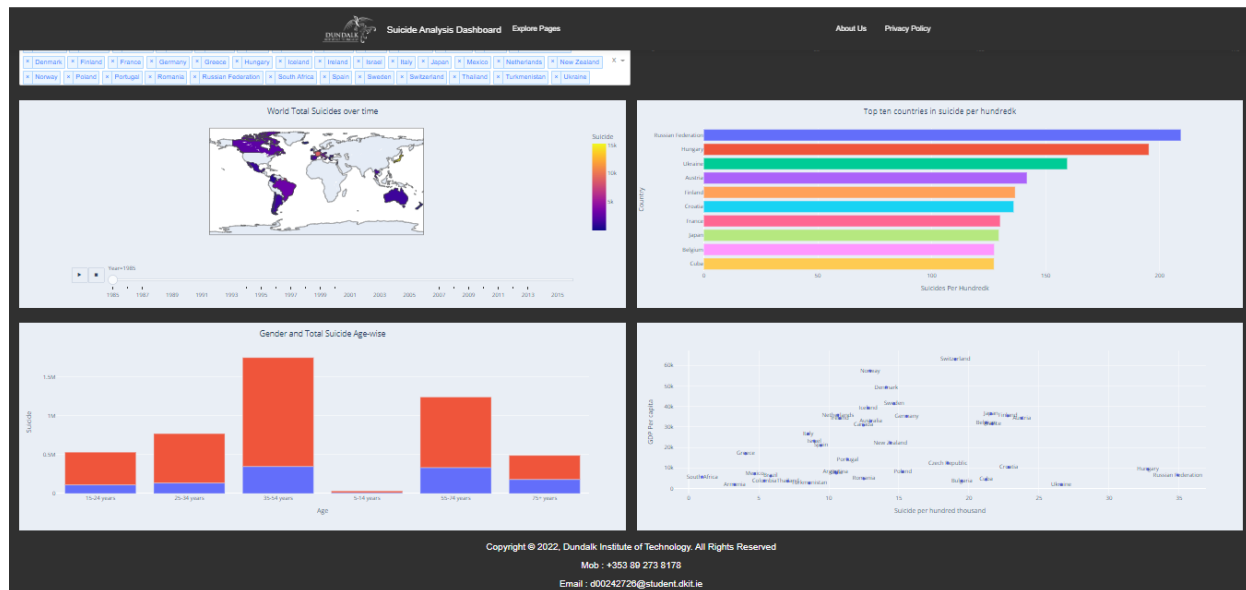 DUNDALK
Suicide Analysis Dashboard
Explore Pages
About Us
Privacy Policy
× Denmark × Finland × France × Germany × Greece × Hungary × Iceland × Ireland × Israel × Italy × Japan × Mexico × Netherlands × New Zealand
× Norway × Poland × Portugal × Romania × Russian Federation × South Africa × Spain × Sweden × Switzerland × Thailand × Turkmenistan × Ukraine
World Total Suicides over time
Suicide
15k
10k
5k
Year=1985
1985 1987 1989 1991 1993 1995 1997 1999 2001 2003 2005 2007 2009 2011 2013 2015
Top ten countries in suicide per hundredk
Country
Russian Federation
Hungary
Ukraine
Austria
Finland
Croatia
France
Japan
Belgium
Cuba
0 50 100 150 200
Suicides Per Hundredk
Gender and Total Suicide Age-wise
Suicide
1.5M
1M
0.5M
0
15-24 years 25-34 years 35-54 years 5-14 years 55-74 years 75+ years
Age
GDP Per capita
60k
50k
40k
30k
20k
10k
0
Switzerland
Norway
Denmark
Sweden
Iceland
Netherlands
Germany
Japan
Finland
Austria
Australia
Canada
Italy
Israel
Spain
New Zealand
Greece
Portugal
Czech Republic
Croatia
Hungary
Russian Federation
South Africa
Mexico
Brazil
Poland
Armenia
Colombia
Thailand
Turkmenistan
Romania
Bulgaria
Cuba
Ukraine
0 5 10 15 20 25 30 35
Suicide per hundred thousand
Copyright © 2022, Dundalk Institute of Technology. All Rights Reserved
Mob : +353 89 273 8178
Email : d00242726@student.dkit.ie